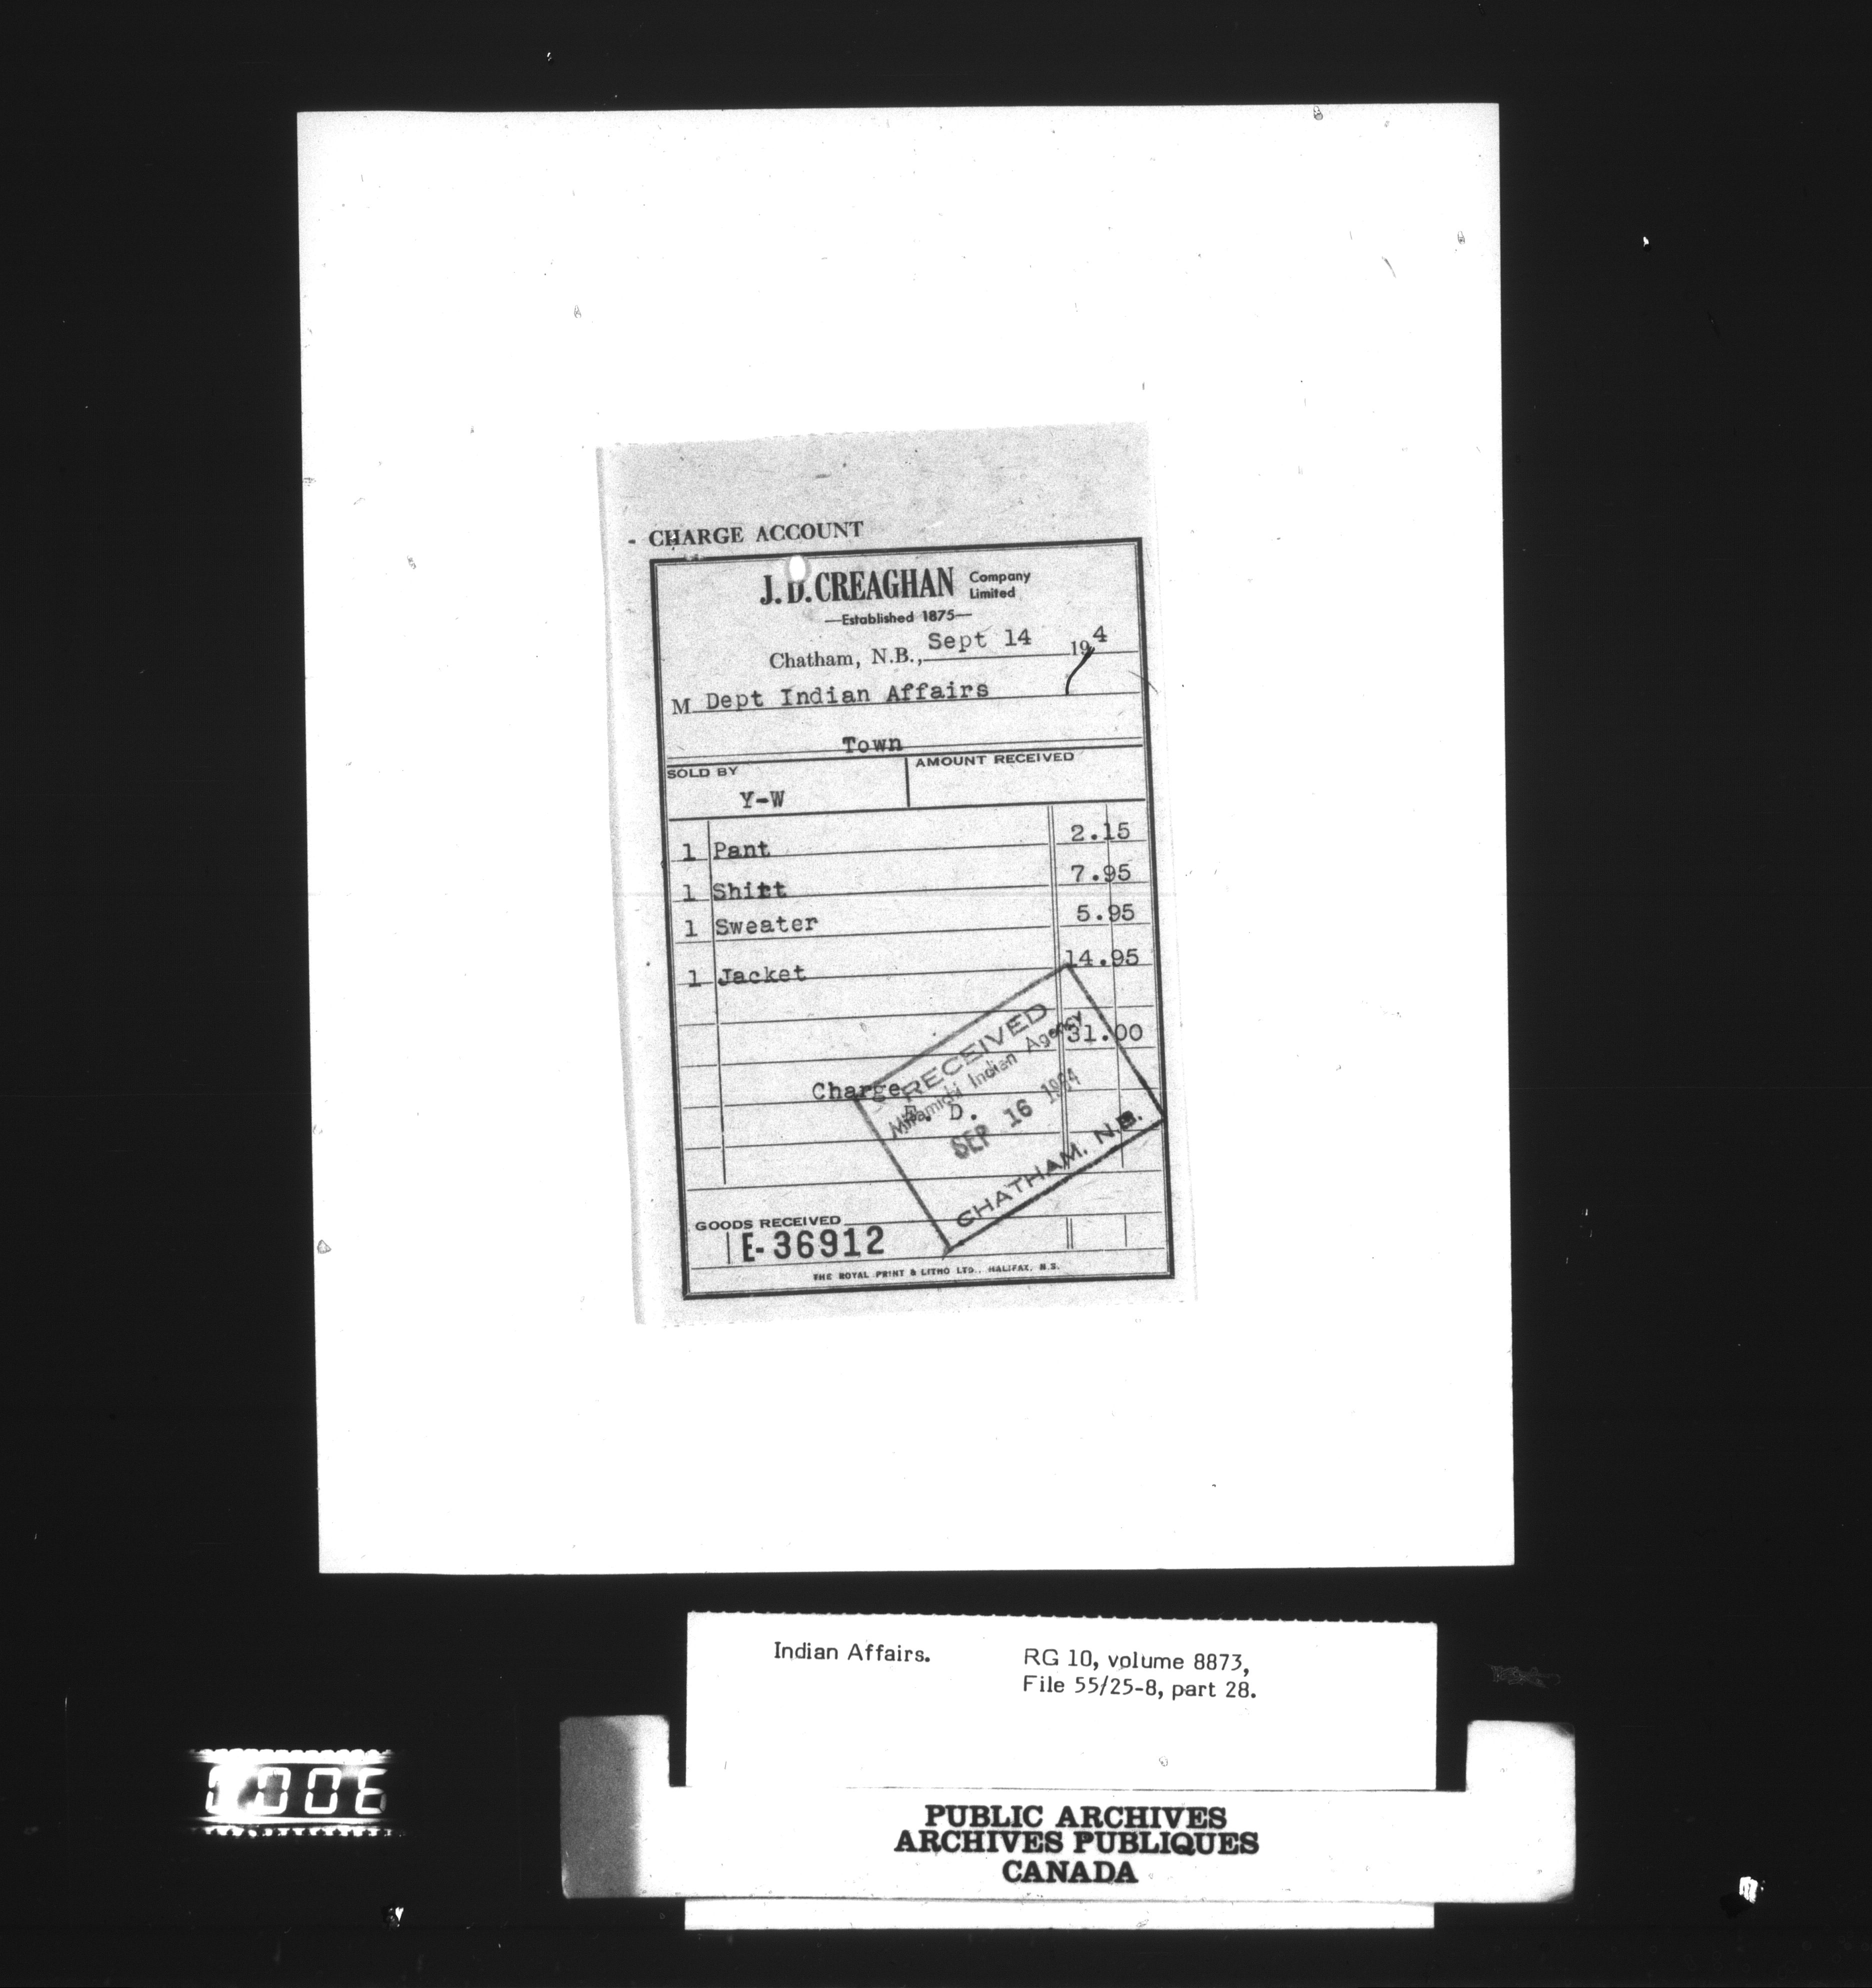 - CHARGE ACCOUNT
J. D. CREAGHAN Company Limited
—Established 1875—
Chatham, N.B., Sept 14 19 4
M Dept Indian Affairs
Town
SOLD BY AMOUNT RECEIVED
Y-W
1 Pant 2.15
1 Shitt 7.95
1 Sweater 5.95
1 Jacket 14.95
31.00
Charge
RECEIVED
Miramichi Indian Agency
D.
SEP 16 1964
CHATHAM, N.B.
GOODS RECEIVED
E-36912
THE ROYAL PRINT & LITHO LTD., HALIFAX, N.S.
Indian Affairs. RG 10, volume 8873,
File 55/25-8, part 28.
PUBLIC ARCHIVES
ARCHIVES PUBLIQUES
CANADA